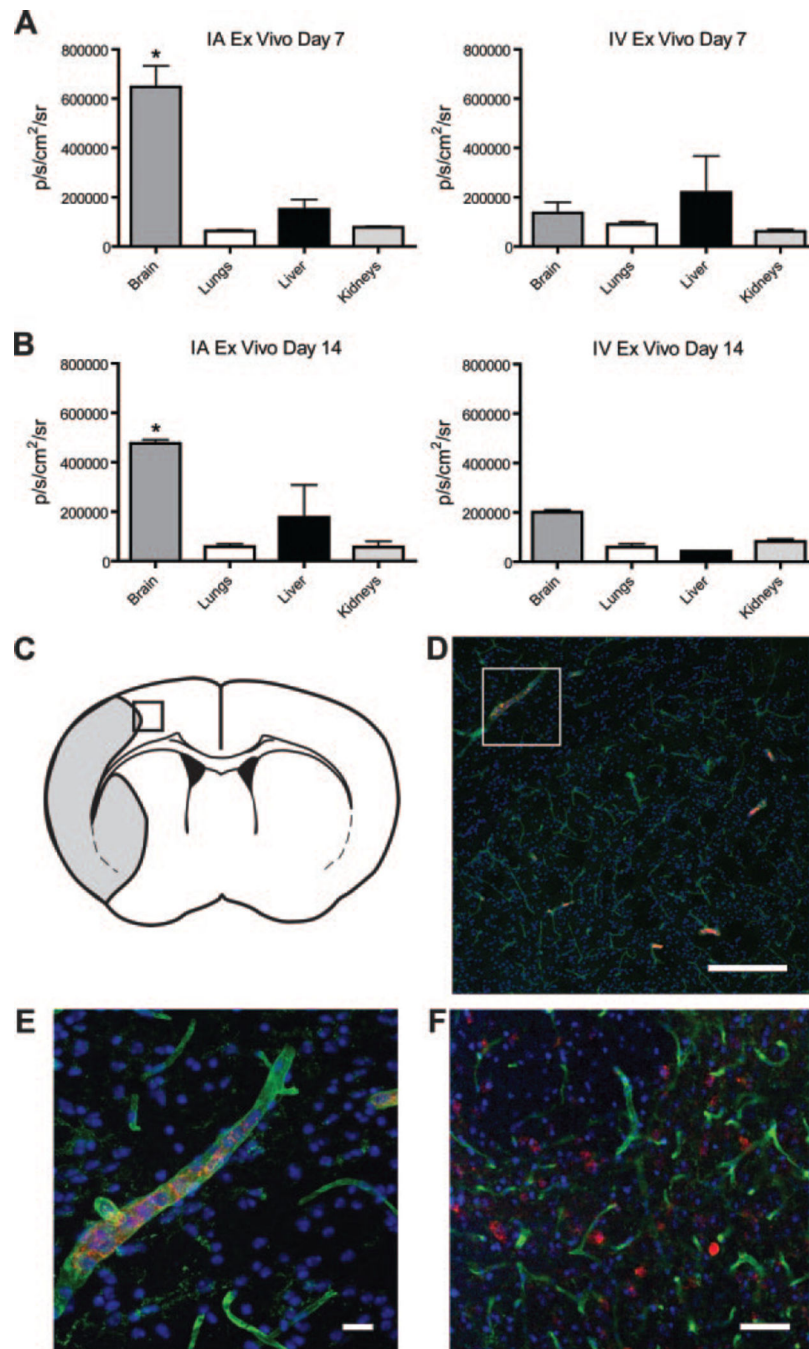 A
IA Ex Vivo Day 7
p/s/cm²/sr
800000
600000
400000
200000
0
Brain
Lungs
Liver
Kidneys
*
IV Ex Vivo Day 7
p/s/cm²/sr
800000
600000
400000
200000
0
Brain
Lungs
Liver
Kidneys
B
IA Ex Vivo Day 14
p/s/cm²/sr
800000
600000
400000
200000
0
Brain
Lungs
Liver
Kidneys
*
IV Ex Vivo Day 14
p/s/cm²/sr
800000
600000
400000
200000
0
Brain
Lungs
Liver
Kidneys
C
D
E
F